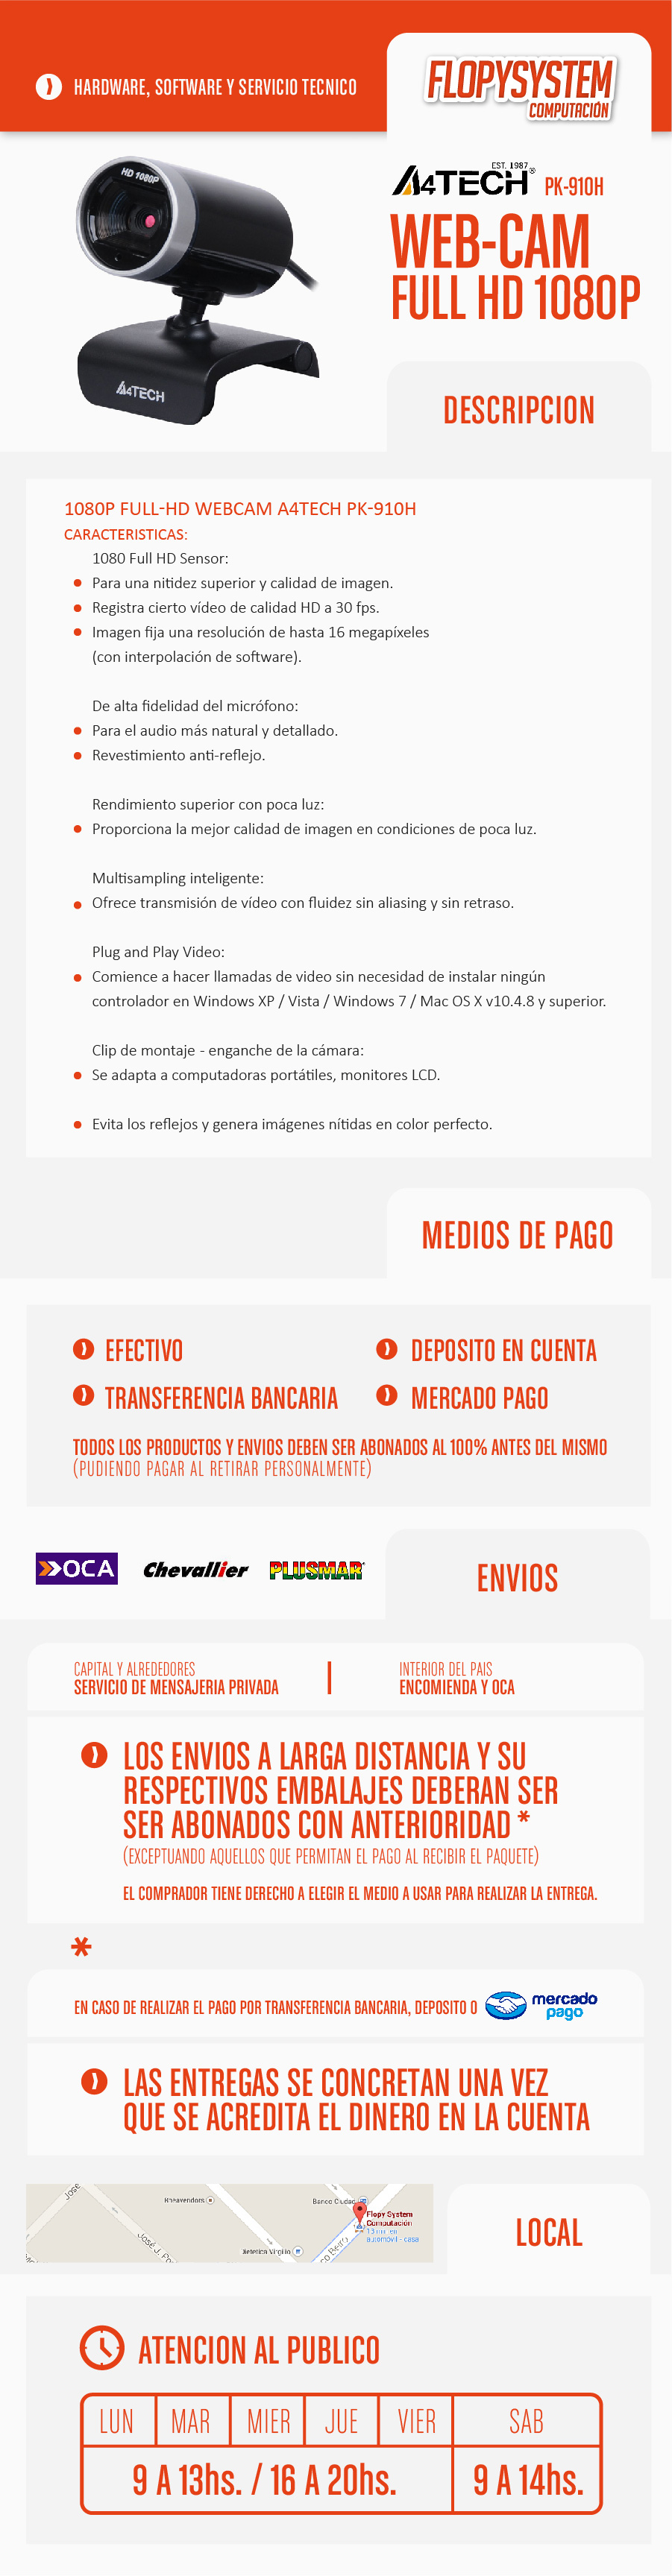 HARDWARE, SOFTWARE Y SERVICIO TECNICO
FLOPYSYSTEM
COMPUTACIÓN
HD 1080P
A4TECH
EST. 1987
A4TECH® PK-910H
WEB-CAM
FULL HD 1080P
DESCRIPCION
1080P FULL-HD WEBCAM A4TECH PK-910H
CARACTERISTICAS:
1080 Full HD Sensor:
Para una nitidez superior y calidad de imagen.
Registra cierto vídeo de calidad HD a 30 fps.
Imagen fija una resolución de hasta 16 megapíxeles
(con interpolación de software).
De alta fidelidad del micrófono:
Para el audio más natural y detallado.
Revestimiento anti-reflejo.
Rendimiento superior con poca luz:
Proporciona la mejor calidad de imagen en condiciones de poca luz.
Multisampling inteligente:
Ofrece transmisión de vídeo con fluidez sin aliasing y sin retraso.
Plug and Play Video:
Comience a hacer llamadas de video sin necesidad de instalar ningún
controlador en Windows XP / Vista / Windows 7 / Mac OS X v10.4.8 y superior.
Clip de montaje - enganche de la cámara:
Se adapta a computadoras portátiles, monitores LCD.
Evita los reflejos y genera imágenes nítidas en color perfecto.
MEDIOS DE PAGO
EFECTIVO
DEPOSITO EN CUENTA
TRANSFERENCIA BANCARIA
MERCADO PAGO
TODOS LOS PRODUCTOS Y ENVIOS DEBEN SER ABONADOS AL 100% ANTES DEL MISMO
(PUDIENDO PAGAR AL RETIRAR PERSONALMENTE)
OCA
Chevallier
PLUSMAR
ENVIOS
CAPITAL Y ALREDEDORES
SERVICIO DE MENSAJERIA PRIVADA
INTERIOR DEL PAIS
ENCOMIENDA Y OCA
LOS ENVIOS A LARGA DISTANCIA Y SU
RESPECTIVOS EMBALAJES DEBERAN SER
SER ABONADOS CON ANTERIORIDAD *
(EXCEPTUANDO AQUELLOS QUE PERMITAN EL PAGO AL RECIBIR EL PAQUETE)
EL COMPRADOR TIENE DERECHO A ELEGIR EL MEDIO A USAR PARA REALIZAR LA ENTREGA.
*
EN CASO DE REALIZAR EL PAGO POR TRANSFERENCIA BANCARIA, DEPOSITO O
mercado
pago
LAS ENTREGAS SE CONCRETAN UNA VEZ
QUE SE ACREDITA EL DINERO EN LA CUENTA
José
Banco Ciudad
Flopy System
Computación
13 min en
automóvil - casa
José J.
LOCAL
ATENCION AL PUBLICO
LUN MAR MIER JUE VIER SAB
9 A 13hs. / 16 A 20hs. 9 A 14hs.